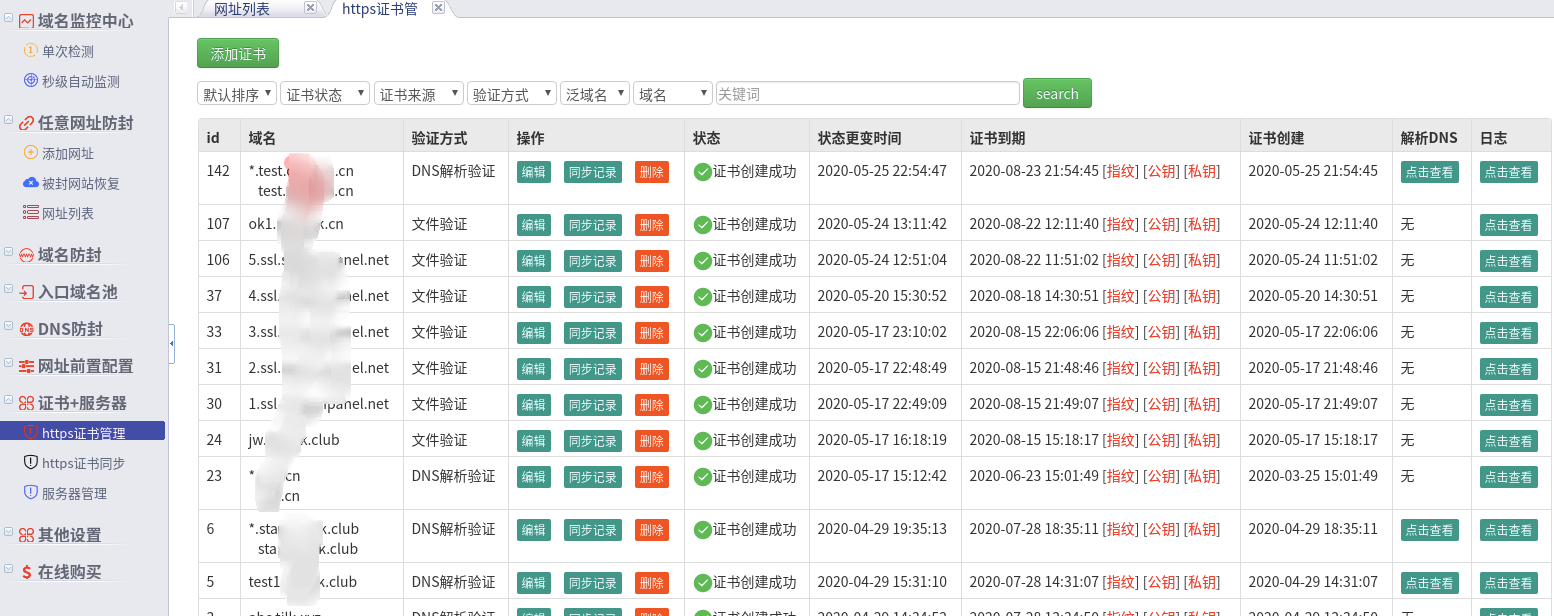 网址列表
https证书管
域名监控中心
单次检测
秒级自动监测
任意网址防封
添加网址
被封网站恢复
网址列表
域名防封
入口域名池
DNS防封
网址前置配置
证书+服务器
https证书管理
https证书同步
服务器管理
其他设置
在线购买
添加证书
默认排序 证书状态 证书来源 验证方式 泛域名 域名 关键词 search
id 域名 验证方式 操作 状态 状态更变时间 证书到期 证书创建 解析DNS 日志
142 *.test. .cn DNS解析验证 编辑 同步记录 删除 证书创建成功 2020-05-25 22:54:47 2020-08-23 21:54:45 [指纹] [公钥] [私钥] 2020-05-25 21:54:45 点击查看 点击查看
test. .cn
107 ok1. k.cn 文件验证 编辑 同步记录 删除 证书创建成功 2020-05-24 13:11:42 2020-08-22 12:11:40 [指纹] [公钥] [私钥] 2020-05-24 12:11:40 无 点击查看
106 5.ssl. nel.net 文件验证 编辑 同步记录 删除 证书创建成功 2020-05-24 12:51:04 2020-08-22 11:51:02 [指纹] [公钥] [私钥] 2020-05-24 11:51:02 无 点击查看
37 4.ssl. el.net 文件验证 编辑 同步记录 删除 证书创建成功 2020-05-20 15:30:52 2020-08-18 14:30:51 [指纹] [公钥] [私钥] 2020-05-20 14:30:51 无 点击查看
33 3.ssl. el.net 文件验证 编辑 同步记录 删除 证书创建成功 2020-05-17 23:10:02 2020-08-15 22:06:06 [指纹] [公钥] [私钥] 2020-05-17 22:06:06 无 点击查看
31 2.ssl. el.net 文件验证 编辑 同步记录 删除 证书创建成功 2020-05-17 22:48:49 2020-08-15 21:48:46 [指纹] [公钥] [私钥] 2020-05-17 21:48:46 无 点击查看
30 1.ssl panel.net 文件验证 编辑 同步记录 删除 证书创建成功 2020-05-17 22:49:09 2020-08-15 21:49:07 [指纹] [公钥] [私钥] 2020-05-17 21:49:07 无 点击查看
24 jw. k.club 文件验证 编辑 同步记录 删除 证书创建成功 2020-05-17 16:18:19 2020-08-15 15:18:17 [指纹] [公钥] [私钥] 2020-05-17 15:18:17 无 点击查看
23 * cn DNS解析验证 编辑 同步记录 删除 证书创建成功 2020-05-17 15:12:42 2020-06-23 15:01:49 [指纹] [公钥] [私钥] 2020-03-25 15:01:49 无 点击查看
.cn
6 *.sta k.club DNS解析验证 编辑 同步记录 删除 证书创建成功 2020-04-29 19:35:13 2020-07-28 18:35:11 [指纹] [公钥] [私钥] 2020-04-29 18:35:11 点击查看 点击查看
sta k.club
5 test1 k.club DNS解析验证 编辑 同步记录 删除 证书创建成功 2020-04-29 15:31:10 2020-07-28 14:31:07 [指纹] [公钥] [私钥] 2020-04-29 14:31:07 点击查看 点击查看